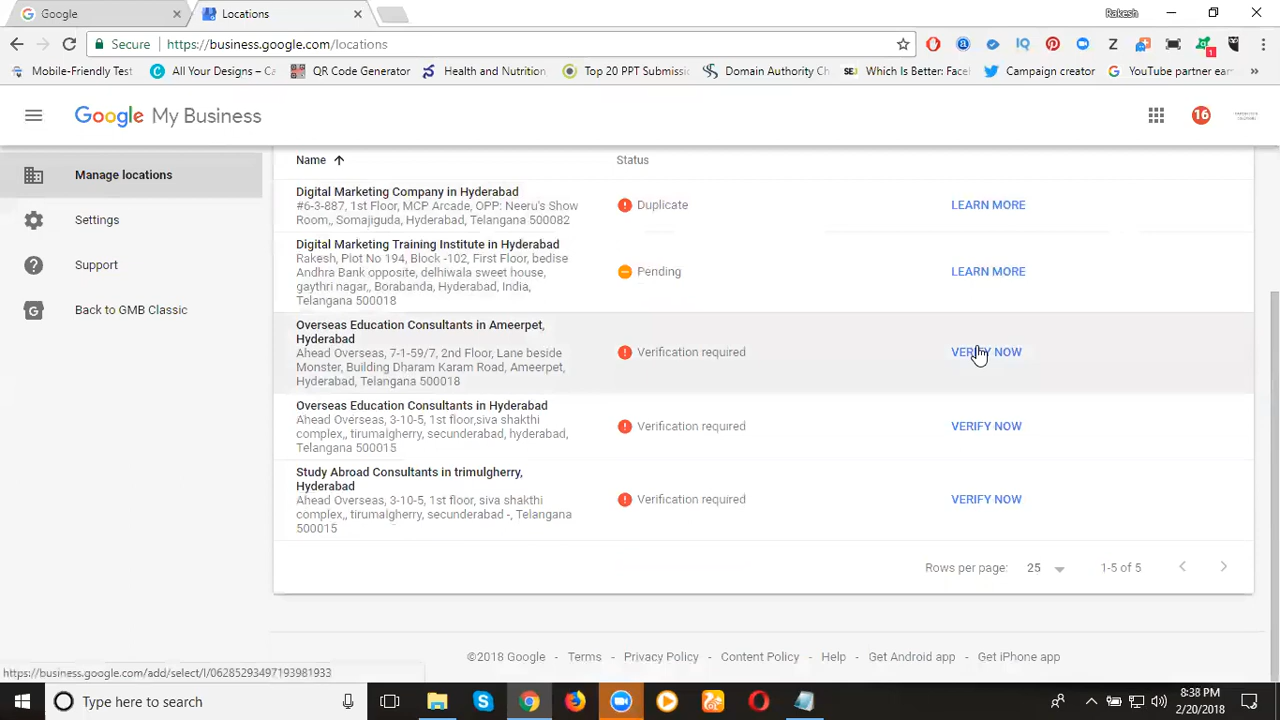 Google
Locations
Rakesh
Secure
https://business.google.com/locations
Mobile-Friendly Test
All Your Designs – Ca
QR Code Generator
Health and Nutrition
Top 20 PPT Submissic
Domain Authority Ch
Which Is Better: Facel
Campaign creator
YouTube partner earn
Google My Business
16
Manage locations
Settings
Support
Back to GMB Classic
Name
Status
Digital Marketing Company in Hyderabad
#6-3-887, 1st Floor, MCP Arcade, OPP: Neeru's Show
Room,, Somajiguda, Hyderabad, Telangana 500082
Duplicate
LEARN MORE
Digital Marketing Training Institute in Hyderabad
Rakesh, Plot No 194, Block -102, First Floor, bedise
Andhra Bank opposite, delhiwala sweet house,
gaythri nagar,, Borabanda, Hyderabad, India,
Telangana 500018
Pending
LEARN MORE
Overseas Education Consultants in Ameerpet,
Hyderabad
Ahead Overseas, 7-1-59/7, 2nd Floor, Lane beside
Monster, Building Dharam Karam Road, Ameerpet,
Hyderabad, Telangana 500018
Verification required
VERIFY NOW
Overseas Education Consultants in Hyderabad
Ahead Overseas, 3-10-5, 1st floor,siva shakthi
complex,, tirumalgherry, secunderabad, hyderabad,
Telangana 500015
Verification required
VERIFY NOW
Study Abroad Consultants in trimulgherry,
Hyderabad
Ahead Overseas, 3-10-5, 1st floor, siva shakthi
complex,, tirumalgherry, secunderabad -, Telangana
500015
Verification required
VERIFY NOW
Rows per page:
25
1-5 of 5
©2018 Google - Terms - Privacy Policy - Content Policy - Help - Get Android app - Get iPhone app
https://business.google.com/add/select/l/06285293497193981933
Type here to search
8:38 PM
2/20/2018